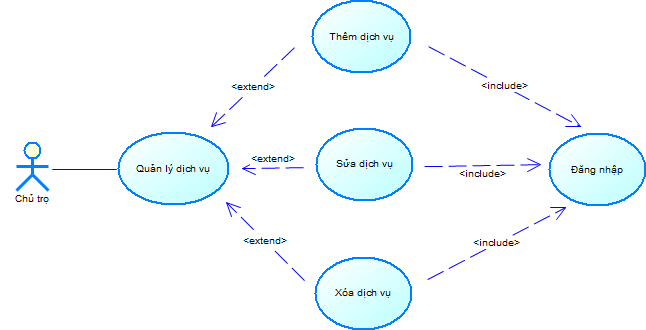 Thêm dịch vụ
<extend>
<include>
Chủ trọ
Quản lý dịch vụ
<extend>
Sửa dịch vụ
<include>
Đăng nhập
<extend>
<include>
Xóa dịch vụ